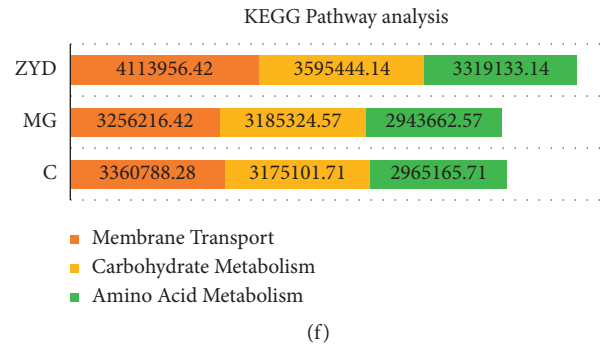 KEGG Pathway analysis
ZYD 4113956.42 3595444.14 3319133.14
MG 3256216.42 3185324.57 2943662.57
C 3360788.28 3175101.71 2965165.71
Membrane Transport
Carbohydrate Metabolism
Amino Acid Metabolism
(f)